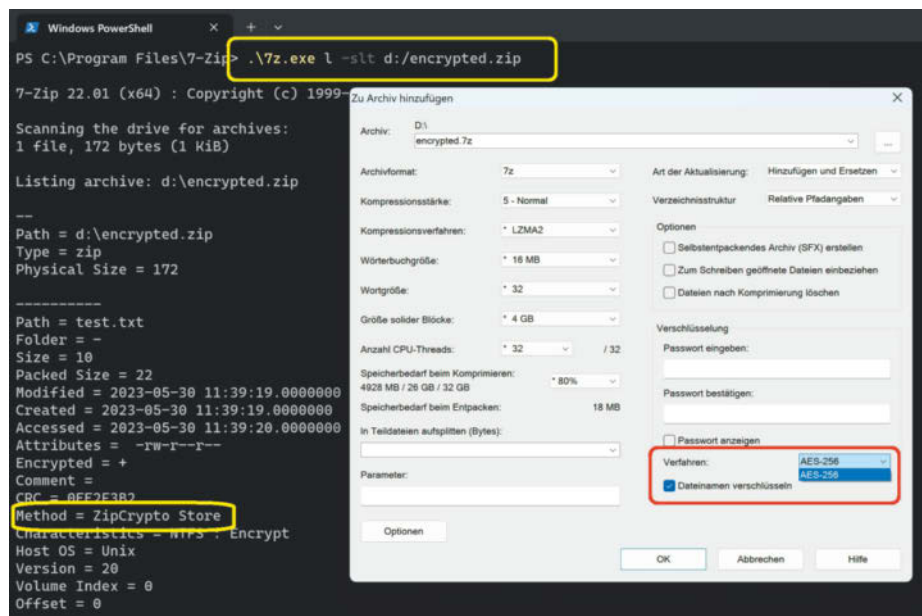 Windows PowerShell
PS C:\Program Files\7-Zip> .\7z.exe l -slt d:/encrypted.zip
7-Zip 22.01 (x64) : Copyright (c) 1999-
Scanning the drive for archives:
1 file, 172 bytes (1 KiB)
Listing archive: d:\encrypted.zip
--
Path = d:\encrypted.zip
Type = zip
Physical Size = 172
----------
Path = test.txt
Folder = -
Size = 10
Packed Size = 22
Modified = 2023-05-30 11:39:19.0000000
Created = 2023-05-30 11:39:19.0000000
Accessed = 2023-05-30 11:39:20.0000000
Attributes = -rw-r--r--
Encrypted = +
Comment =
CRC = 0FF2F3B2
Method = ZipCrypto Store
Characteristics = NTFS : Encrypt
Host OS = Unix
Version = 20
Volume Index = 0
Offset = 0
Zu Archiv hinzufügen
Archiv: D:\
encrypted.7z
...
Archivformat: 7z
Kompressionsstärke: 5 - Normal
Kompressionsverfahren: * LZMA2
Wörterbuchgröße: * 16 MB
Wortgröße: * 32
Größe solider Blöcke: * 4 GB
Anzahl CPU-Threads: * 32 / 32
Speicherbedarf beim Komprimieren:
4928 MB / 26 GB / 32 GB * 80%
Speicherbedarf beim Entpacken: 18 MB
In Teildateien aufsplitten (Bytes):
Parameter:
Optionen
Art der Aktualisierung: Hinzufügen und Ersetzen
Verzeichnisstruktur Relative Pfadangaben
Optionen
Selbstentpackendes Archiv (SFX) erstellen
Zum Schreiben geöffnete Dateien einbeziehen
Dateien nach Komprimierung löschen
Verschlüsselung
Passwort eingeben:
Passwort bestätigen:
Passwort anzeigen
Verfahren: AES-256
AES-256
Dateinamen verschlüsseln
OK Abbrechen Hilfe